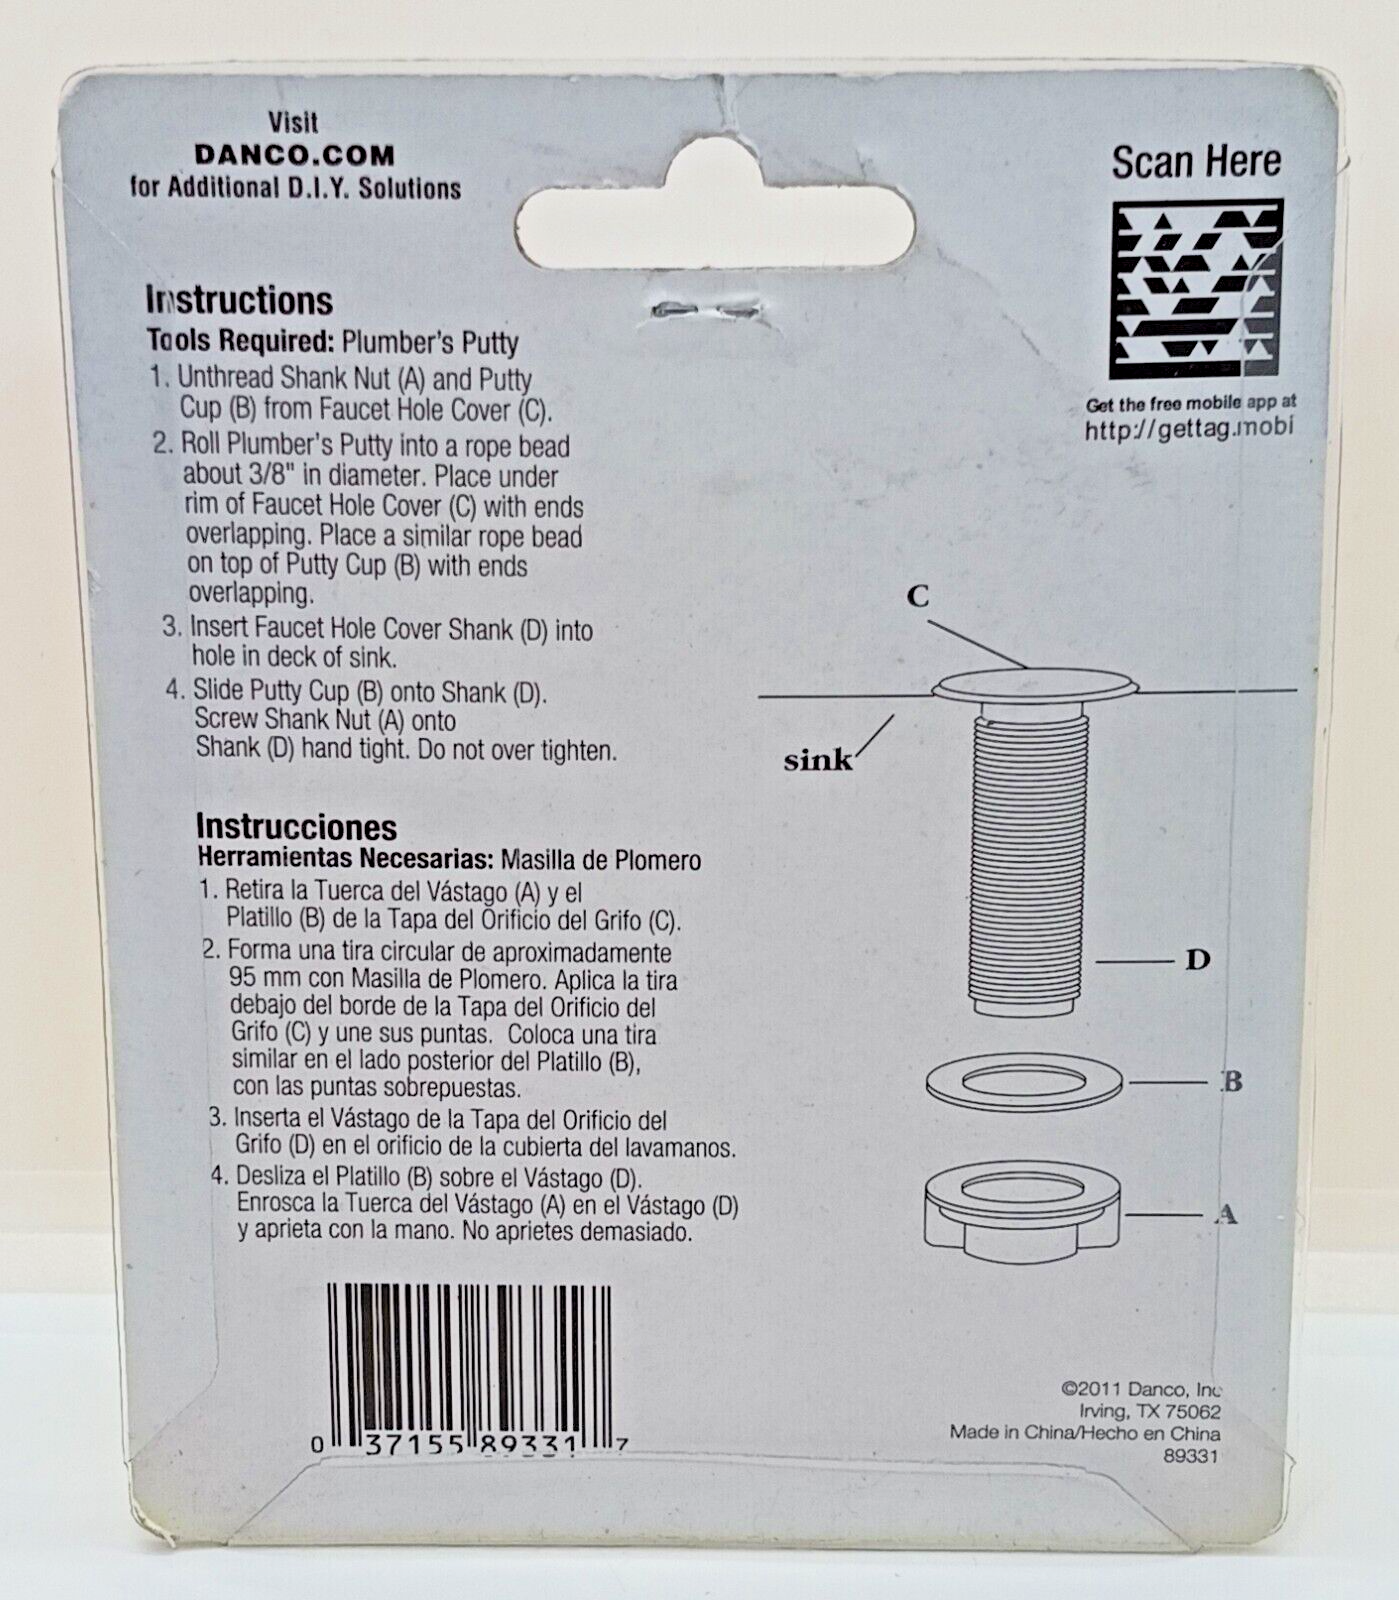 Visit
DANCO.COM
for Additional D.I.Y. Solutions
Scan Here
Get the free mobile app at
http://gettag.mobi
Instructions
Tools Required: Plumber's Putty
1. Unthread Shank Nut (A) and Putty
Cup (B) from Faucet Hole Cover (C).
2. Roll Plumber's Putty into a rope bead
about 3/8" in diameter. Place under
rim of Faucet Hole Cover (C) with ends
overlapping. Place a similar rope bead
on top of Putty Cup (B) with ends
overlapping.
3. Insert Faucet Hole Cover Shank (D) into
hole in deck of sink.
4. Slide Putty Cup (B) onto Shank (D).
Screw Shank Nut (A) onto
Shank (D) hand tight. Do not over tighten.
Instrucciones
Herramientas Necesarias: Masilla de Plomero
1. Retira la Tuerca del Vástago (A) y el
Platillo (B) de la Tapa del Orificio del Grifo (C).
2. Forma una tira circular de aproximadamente
95 mm con Masilla de Plomero. Aplica la tira
debajo del borde de la Tapa del Orificio del
Grifo (C) y une sus puntas. Coloca una tira
similar en el lado posterior del Platillo (B),
con las puntas sobrepuestas.
3. Inserta el Vástago de la Tapa del Orificio del
Grifo (D) en el orificio de la cubierta del lavamanos.
4. Desliza el Platillo (B) sobre el Vástago (D).
Enrosca la Tuerca del Vástago (A) en el Vástago (D)
y aprieta con la mano. No aprietes demasiado.
C
sink
D
B
A
0 37155 89331 7
©2011 Danco, Inc
Irving, TX 75062
Made in China/Hecho en China
89331